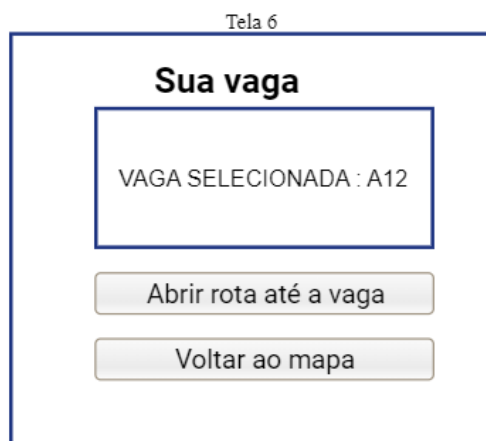 Tela 6
Sua vaga
VAGA SELECIONADA : A12
Abrir rota até a vaga
Voltar ao mapa